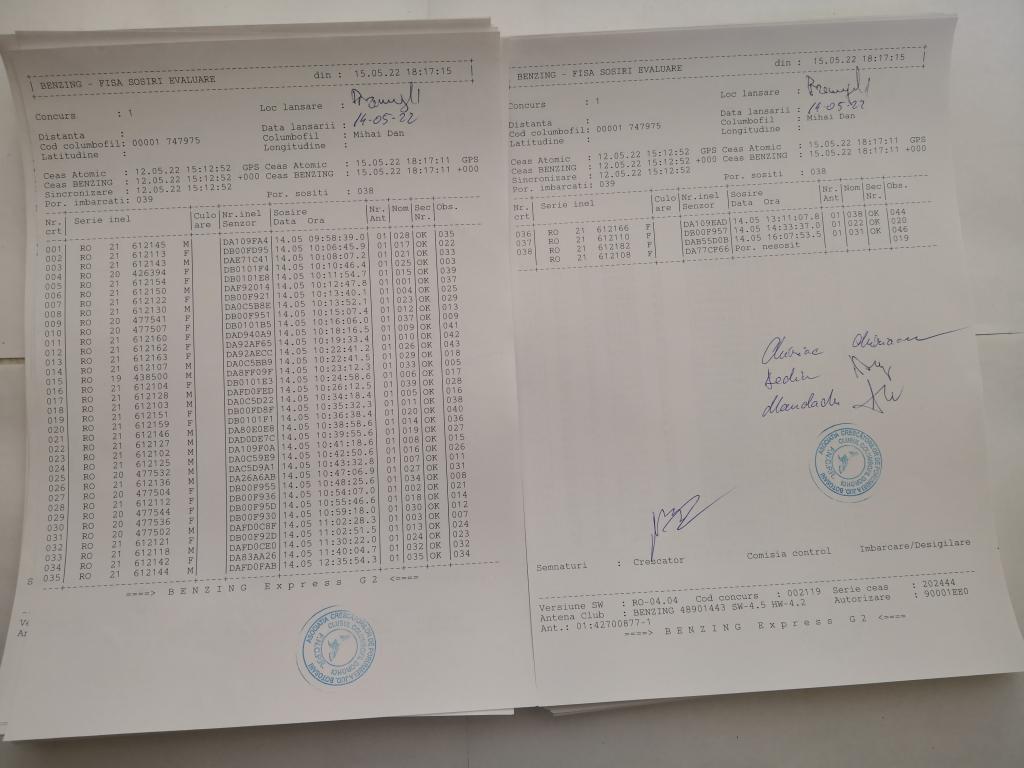 BENZING - FISA SOSIRI EVALUARE din : 15.05.22 18:17:15
Concurs : 1 Loc lansare :
Distanta : Data lansarii : 14-05-22
Cod columbofil: 00001 747975 Columbofil : Mihai Dan
Latitudine : Longitudine :
Ceas Atomic : 12.05.22 15:12:52 GPS Ceas Atomic : 15.05.22 18:17:11 GPS
Ceas BENZING : 12.05.22 15:12:52 +000 Ceas BENZING : 15.05.22 18:17:11 +000
Sincronizare : 12.05.22 15:12:52
Por. imbarcati: 039 Por. sositi : 038
Nr. Serie inel Culo Nr.inel Sosire Nr. Nom Sec Obs.
crt are Senzor Data Ora Ant Nr.
001 RO 21 612145 M DA109FA4 14.05 09:58:39.0 01 028 OK 035
002 RO 21 612113 F DB00FD95 14.05 10:06:45.9 01 017 OK 022
003 RO 21 612143 M DAE71C41 14.05 10:08:07.2 01 021 OK 033
004 RO 20 426394 F DB0101F4 14.05 10:10:46.4 01 025 OK 003
005 RO 21 612154 F DB0101E8 14.05 10:11:54.7 01 015 OK 039
006 RO 21 612150 M DAF92014 14.05 10:12:47.8 01 001 OK 037
007 RO 21 612122 F DB00F921 14.05 10:13:40.1 01 004 OK 025
008 RO 21 612130 M DA0C5B8E 14.05 10:13:52.1 01 023 OK 029
009 RO 20 477541 F DB00F951 14.05 10:15:07.4 01 012 OK 013
010 RO 20 477507 F DB0101B5 14.05 10:16:06.0 01 037 OK 009
011 RO 21 612160 F DAD940A9 14.05 10:18:16.5 01 009 OK 041
012 RO 21 612162 F DA92AF65 14.05 10:19:33.4 01 010 OK 042
013 RO 21 612163 F DA92AECC 14.05 10:22:41.2 01 026 OK 043
014 RO 21 612107 M DA0C5BB9 14.05 10:22:41.5 01 029 OK 018
015 RO 19 438500 M DA8FF09F 14.05 10:23:12.3 01 033 OK 005
016 RO 21 612104 F DB0101E3 14.05 10:24:58.6 01 006 OK 017
017 RO 21 612128 M DAFD0FED 14.05 10:26:12.5 01 039 OK 028
018 RO 21 612103 M DA0C5D22 14.05 10:34:18.4 01 005 OK 016
019 RO 21 612151 F DB00FD8F 14.05 10:35:32.3 01 011 OK 038
020 RO 21 612159 F DB0101F1 14.05 10:36:38.4 01 020 OK 040
021 RO 21 612146 M DA80E0E8 14.05 10:38:58.6 01 014 OK 036
022 RO 21 612127 M DAD0DE7C 14.05 10:39:55.6 01 019 OK 027
023 RO 21 612102 M DA109F0A 14.05 10:41:18.6 01 008 OK 015
024 RO 21 612125 M DA0C59E9 14.05 10:42:50.6 01 016 OK 026
025 RO 20 477532 M DAC5D9A1 14.05 10:43:32.8 01 007 OK 011
026 RO 21 612136 M DA26A6AB 14.05 10:47:06.9 01 027 OK 031
027 RO 20 477504 F DB00F955 14.05 10:48:25.6 01 034 OK 008
028 RO 21 612112 F DB00F936 14.05 10:54:07.0 01 002 OK 021
029 RO 20 477544 F DB00F95D 14.05 10:55:46.6 01 018 OK 014
030 RO 20 477536 F DB00F930 14.05 10:59:18.0 01 030 OK 012
031 RO 20 477502 M DAFD0C8F 14.05 11:02:28.3 01 003 OK 007
032 RO 21 612121 F DB00F92D 14.05 11:02:51.5 01 013 OK 024
033 RO 21 612118 M DAFD0CE0 14.05 11:30:22.0 01 024 OK 023
034 RO 21 612142 F DA83AA26 14.05 11:40:04.7 01 032 OK 032
035 RO 21 612144 M DAFD0FAB 14.05 12:35:54.3 01 035 OK 034
====> BENZING Express G2 <====
ASOCIATIA CRESCATORILOR DE PORUMBEI JUD. BOTOSANI
CLUBUL COLUMBOFIL DOROHOI
F.N.C.P.R.
BENZING - FISA SOSIRI EVALUARE din : 15.05.22 18:17:15
Concurs : 1 Loc lansare :
Distanta : Data lansarii : 14-05-22
Cod columbofil: 00001 747975 Columbofil : Mihai Dan
Latitudine : Longitudine :
Ceas Atomic : 12.05.22 15:12:52 GPS Ceas Atomic : 15.05.22 18:17:11 GPS
Ceas BENZING : 12.05.22 15:12:52 +000 Ceas BENZING : 15.05.22 18:17:11 +000
Sincronizare : 12.05.22 15:12:52
Por. imbarcati: 039 Por. sositi : 038
Nr. Serie inel Culo Nr.inel Sosire Nr. Nom Sec Obs.
crt are Senzor Data Ora Ant Nr.
036 RO 21 612166 F DA109EAD 14.05 13:11:07.8 01 038 OK 044
037 RO 21 612110 F DB00F957 14.05 14:33:37.0 01 022 OK 020
038 RO 21 612182 F DAB55D0B 14.05 16:07:53.5 01 031 OK 046
RO 21 612108 F DA77CF66 Por. nesosit 019
ASOCIATIA CRESCATORILOR DE PORUMBEI JUD. BOTOSANI
CLUBUL COLUMBOFIL DOROHOI
F.N.C.P.R.
Semnaturi : Crescator Comisia control Imbarcare/Desigilare
Versiune SW : RO-04.04 Cod concurs : 002119 Serie ceas : 202444
Antena Club : BENZING 48901443 SW-4.5 HW-4.2 Autorizare : 90001EE0
Ant.: 01:42700877-1
====> BENZING Express G2 <====